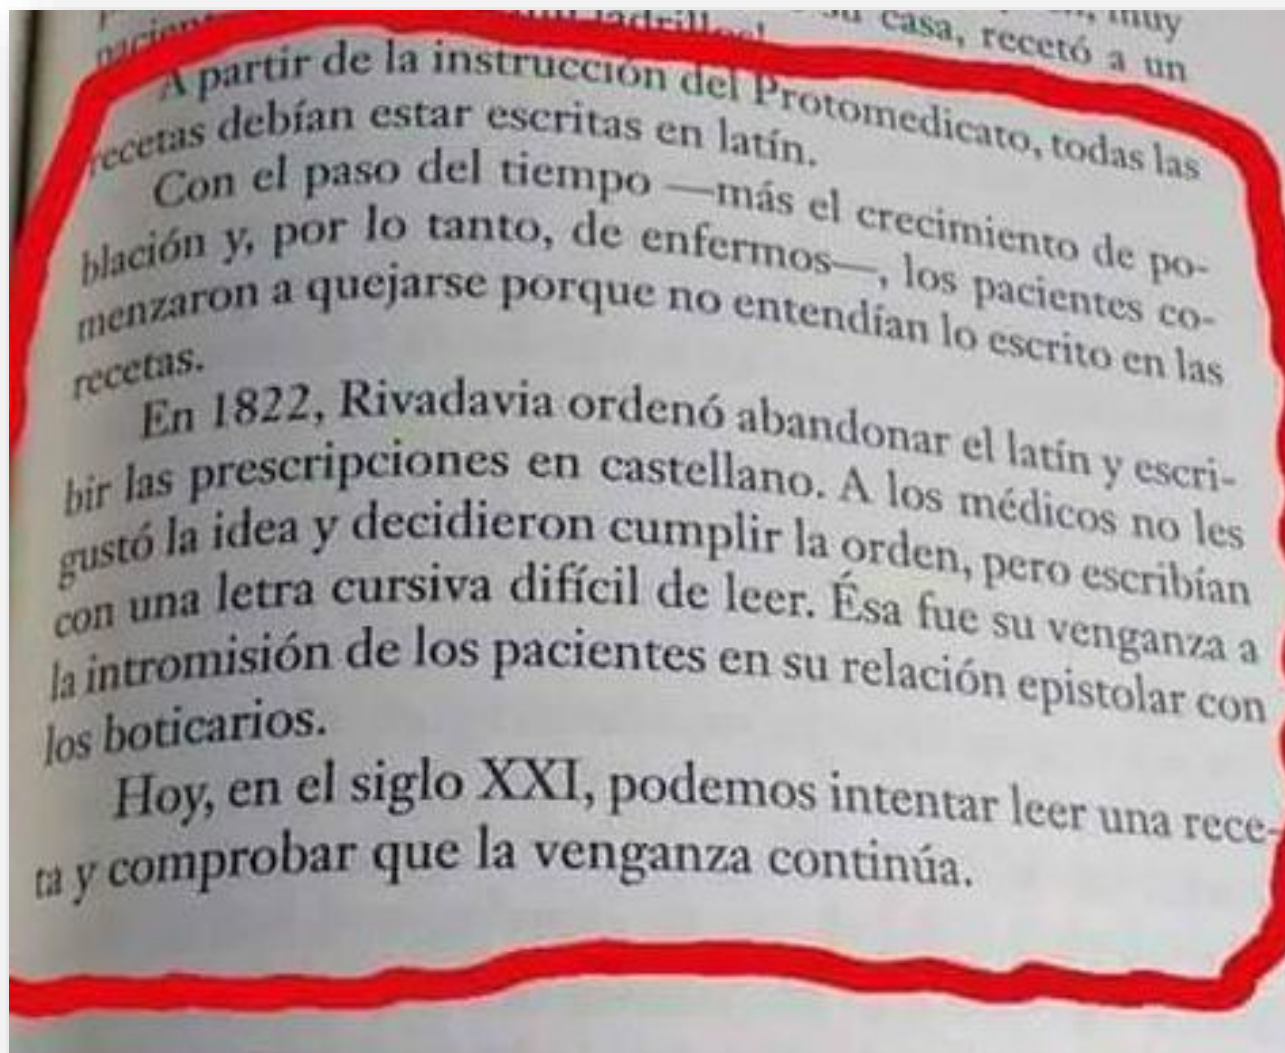 casa, recetó a un
A partir de la instrucción del Protomedicato, todas las
recetas debían estar escritas en latín.
Con el paso del tiempo —más el crecimiento de po-
blación y, por lo tanto, de enfermos—, los pacientes co-
menzaron a quejarse porque no entendían lo escrito en las
recetas.
En 1822, Rivadavia ordenó abandonar el latín y escri-
bir las prescripciones en castellano. A los médicos no les
gustó la idea y decidieron cumplir la orden, pero escribían
con una letra cursiva difícil de leer. Ésa fue su venganza a
la intromisión de los pacientes en su relación epistolar con
los boticarios.
Hoy, en el siglo XXI, podemos intentar leer una rece-
ta y comprobar que la venganza continúa.